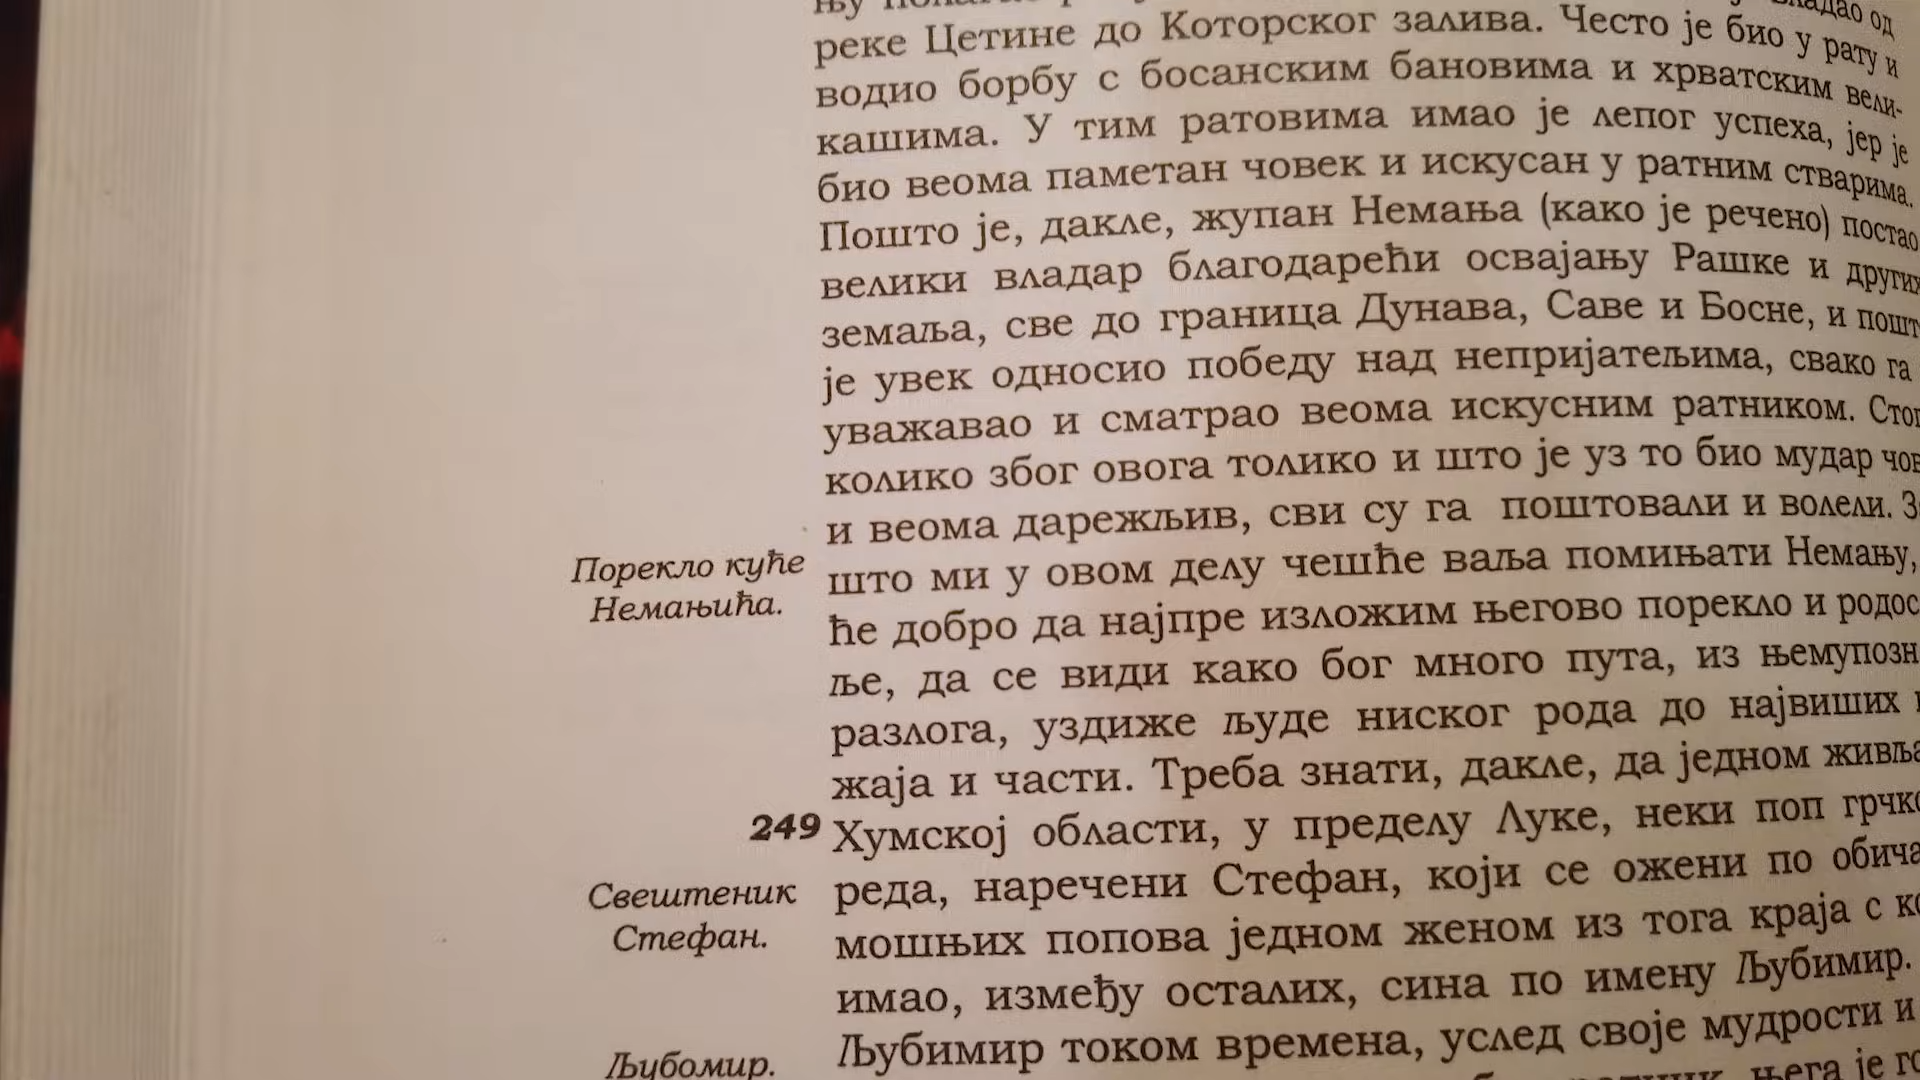 реке Цетине до Которског залива. Често је био у рату и
водио борбу с босанским бановима и хрватским вели-
кашима. У тим ратовима имао је лепог успеха, јер је
био веома паметан човек и искусан у ратним стварима.
Пошто је, дакле, жупан Немања (како је речено) постао
велики владар благодарећи освајању Рашке и других
земаља, све до граница Дунава, Саве и Босне, и
је увек односио победу над непријатељима, свако га
уважавао и сматрао веома искусним ратником.
колико због овога толико и што је уз то био мудар
и веома дарежљив, сви су га поштовали и волели.
Порекло куће
Немањића.
што ми у овом делу чешће ваља помињати Немању,
ће добро да најпре изложим његово порекло и
ље, да се види како бог много пута, из њему
разлога, уздиже људе ниског рода до највиших
жаја и части. Треба знати, дакле, да једном
249
Хумској области, у пределу Луке, неки поп
Свештеник
Стефан.
реда, наречени Стефан, који се ожени по
мошњих попова једном женом из тога краја с
имао, између осталих, сина по имену Љубимир.
Љубомир.
Љубимир током времена, услед своје мудрости и
њега је